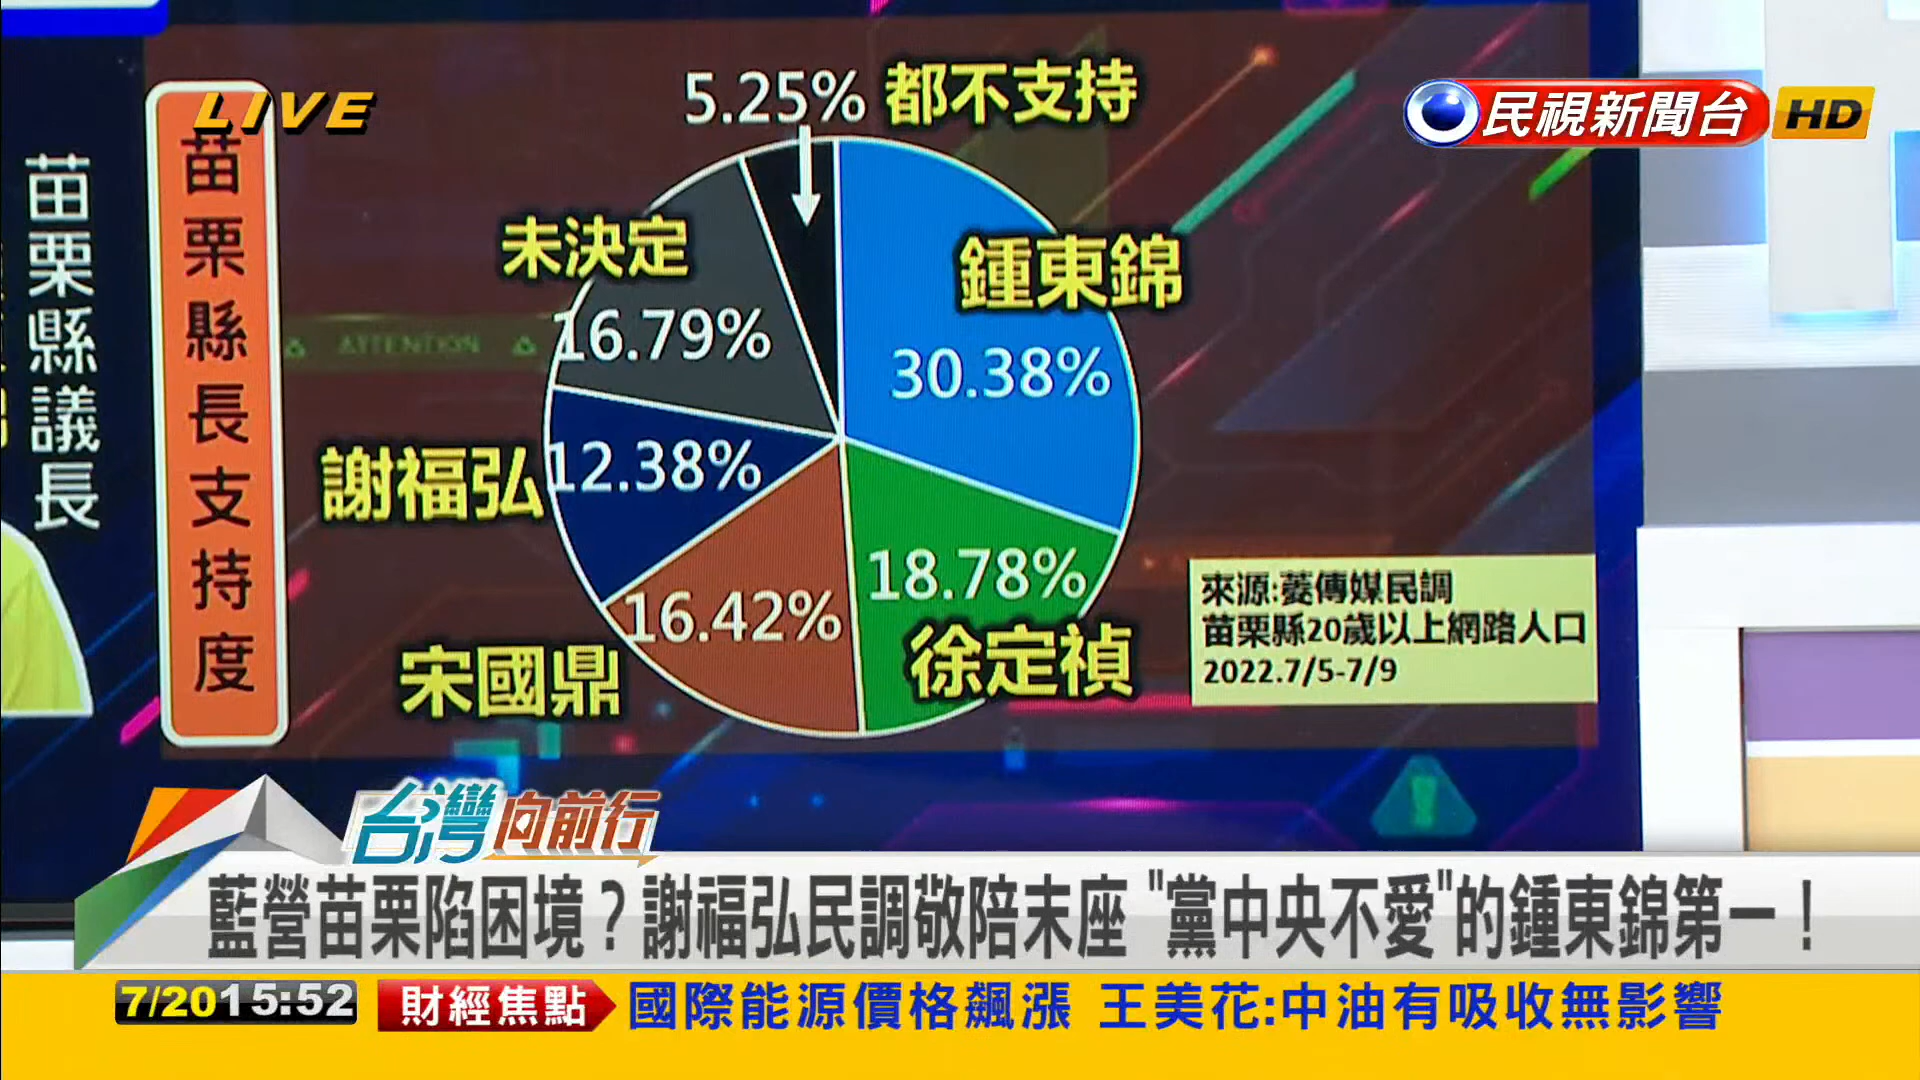 LIVE
民視新聞台 HD
苗栗縣議長
苗栗縣長支持度
5.25% 都不支持
未決定
16.79%
鍾東錦
30.38%
ATTENTION
謝福弘
12.38%
18.78%
徐定禎
16.42%
宋國鼎
來源:菱傳媒民調
苗栗縣20歲以上網路人口
2022.7/5-7/9
台灣向前行
藍營苗栗陷困境？謝福弘民調敬陪末座 "黨中央不愛"的鍾東錦第一！
7/20 15:52 財經焦點 國際能源價格飆漲 王美花:中油有吸收無影響